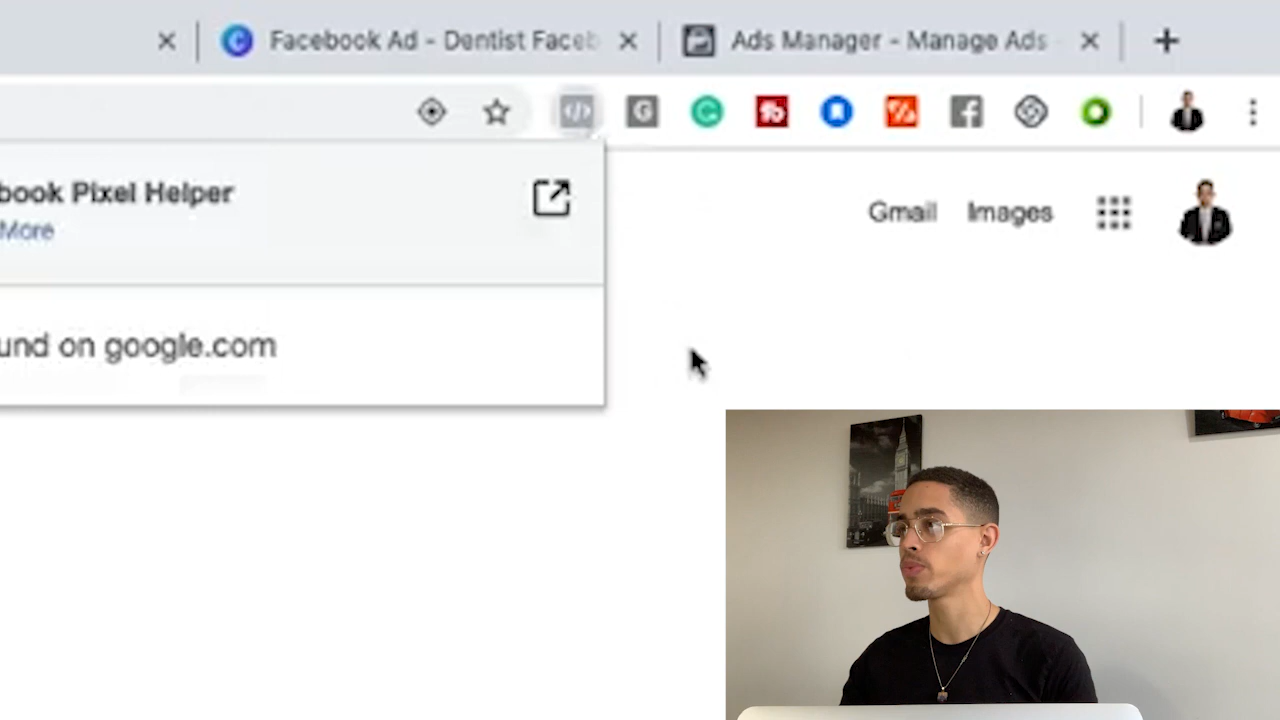 Facebook Ad - Dentist Faceb
Ads Manager - Manage Ads -
book Pixel Helper
More
Gmail
Images
und on google.com